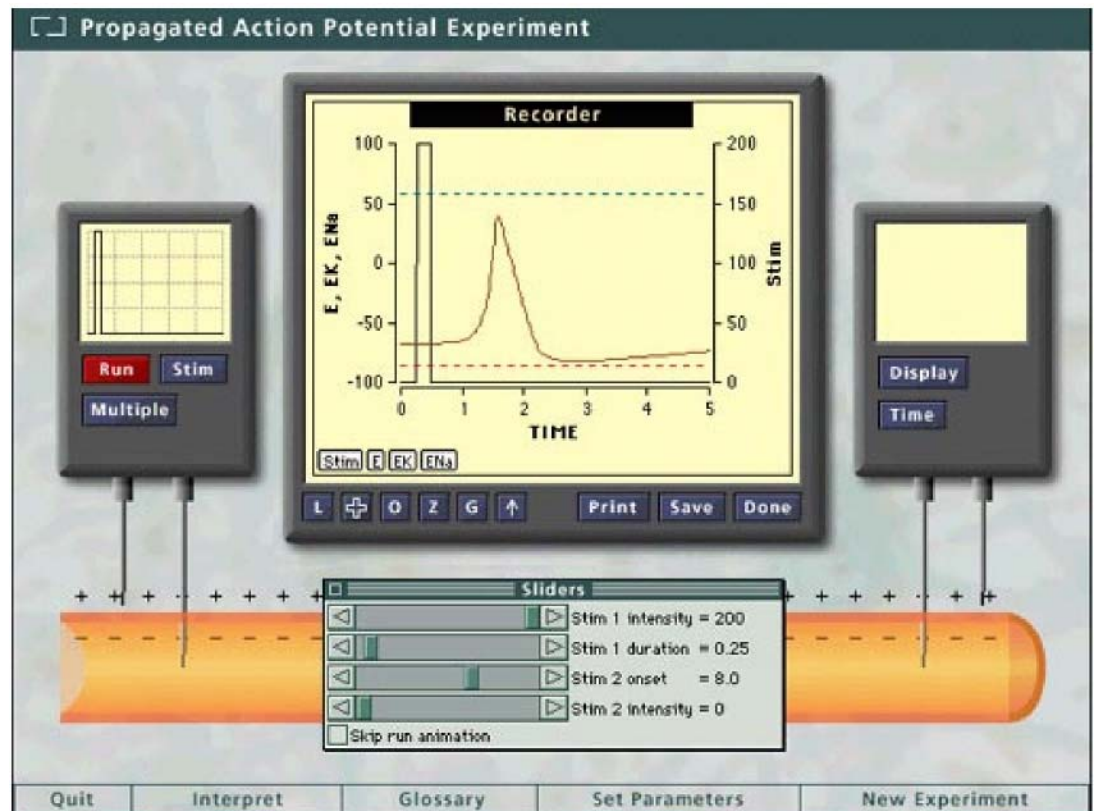 Propagated Action Potential Experiment
Recorder
100
50
0
-50
-100
E, EK, ENa
200
150
100
50
0
Stim
0 1 2 3 4 5
TIME
Stim E EK ENa
L O Z G ↑ Print Save Done
Run Stim
Multiple
Display
Time
+ + + - + + + + + + + - ++
Sliders
Stim 1 intensity = 200
Stim 1 duration = 0.25
Stim 2 onset = 8.0
Stim 2 intensity = 0
Skip run animation
Quit Interpret Glossary Set Parameters New Experiment